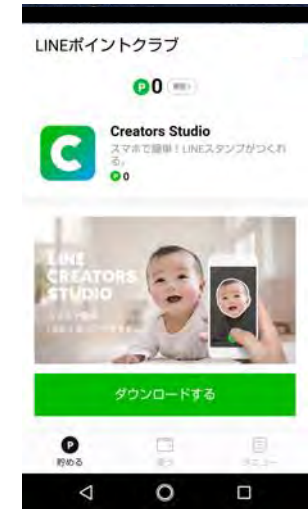 LINEポイントクラブ
P 0
C
Creators Studio
スマホで簡単！LINEスタンプがつくれ
る。
P 0
LINE
CREATORS
STUDIO
ダウンロードする
P
貯める
使う